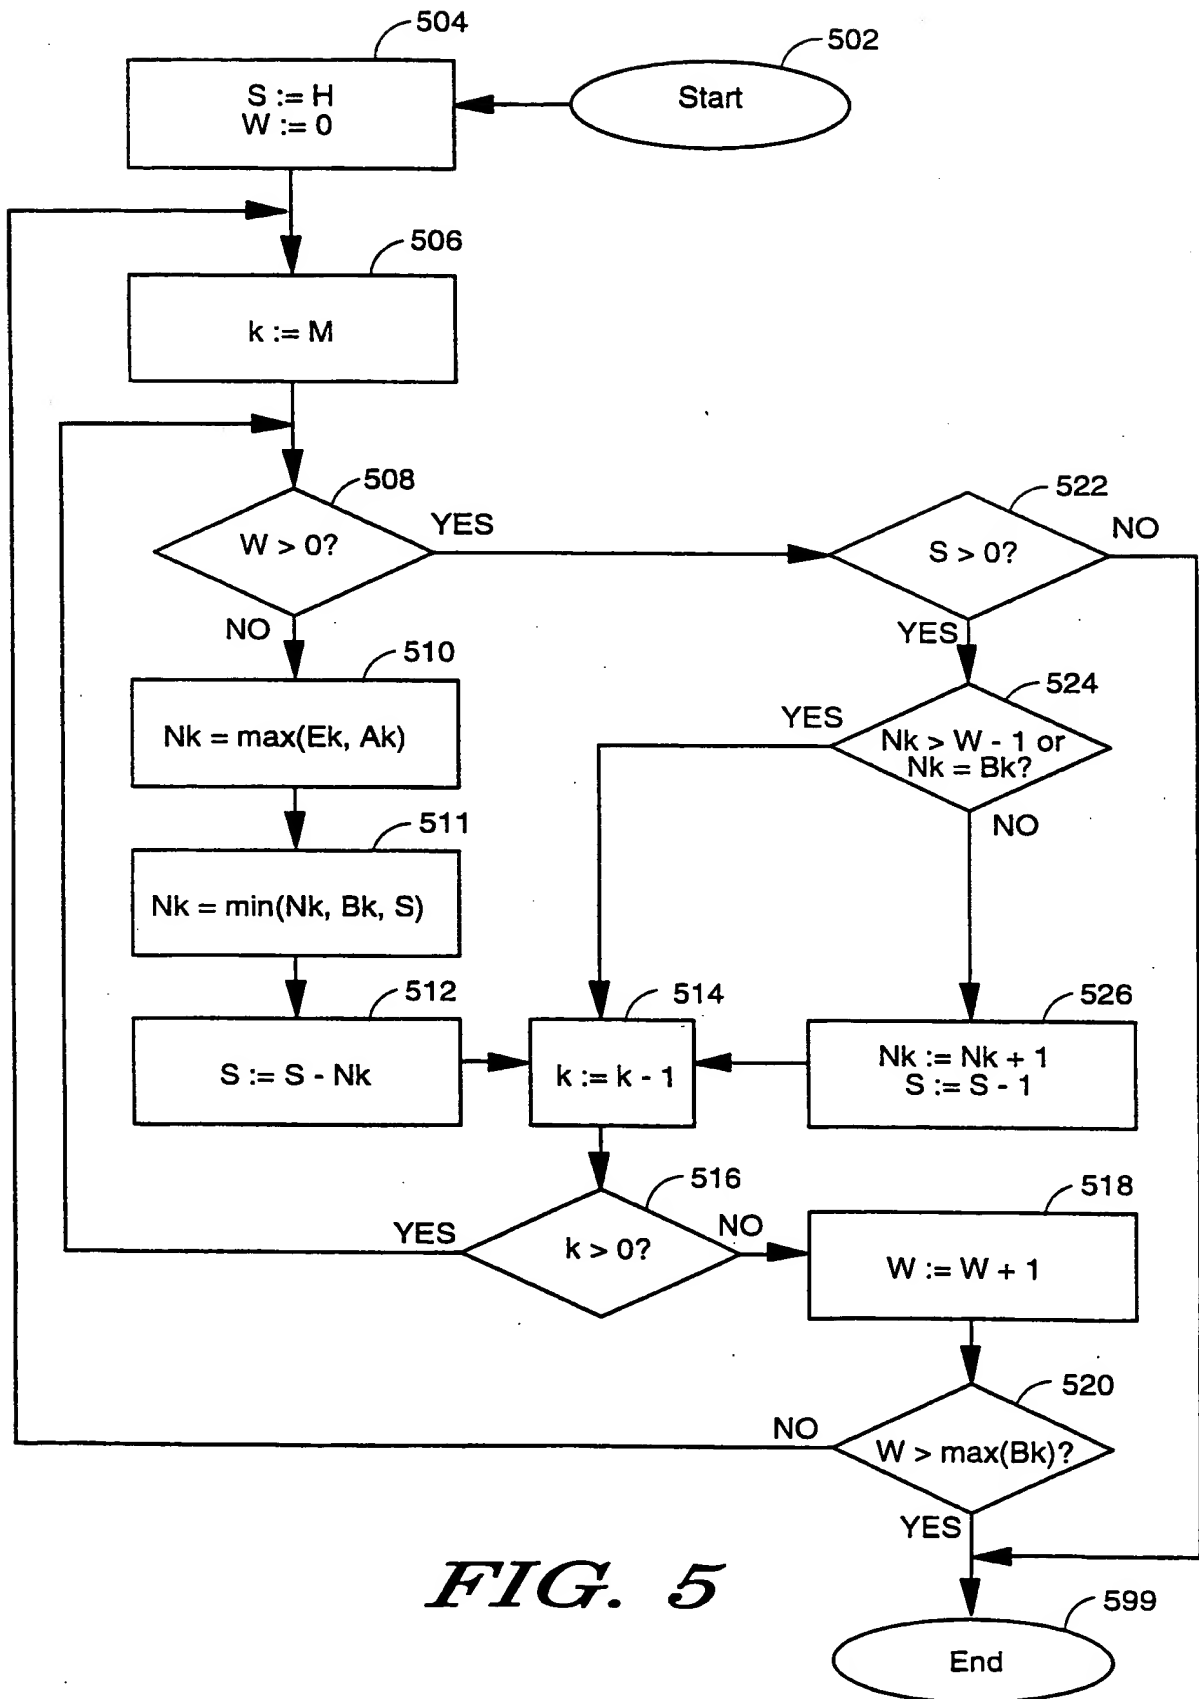 504
502
S := H
W := 0
Start
506
k := M
508
W > 0?
YES
NO
522
S > 0?
NO
YES
510
Nk = max(Ek, Ak)
524
YES
Nk > W - 1 or
Nk = Bk?
NO
511
Nk = min(Nk, Bk, S)
512
S := S - Nk
514
k := k - 1
526
Nk := Nk + 1
S := S - 1
516
YES
k > 0?
NO
518
W := W + 1
520
NO
W > max(Bk)?
YES
FIG. 5
599
End